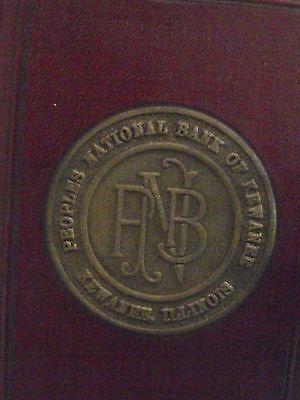 PEOPLES NATIONAL BANK OF KEWANEE
PNB
KEWANEE, ILLINOIS